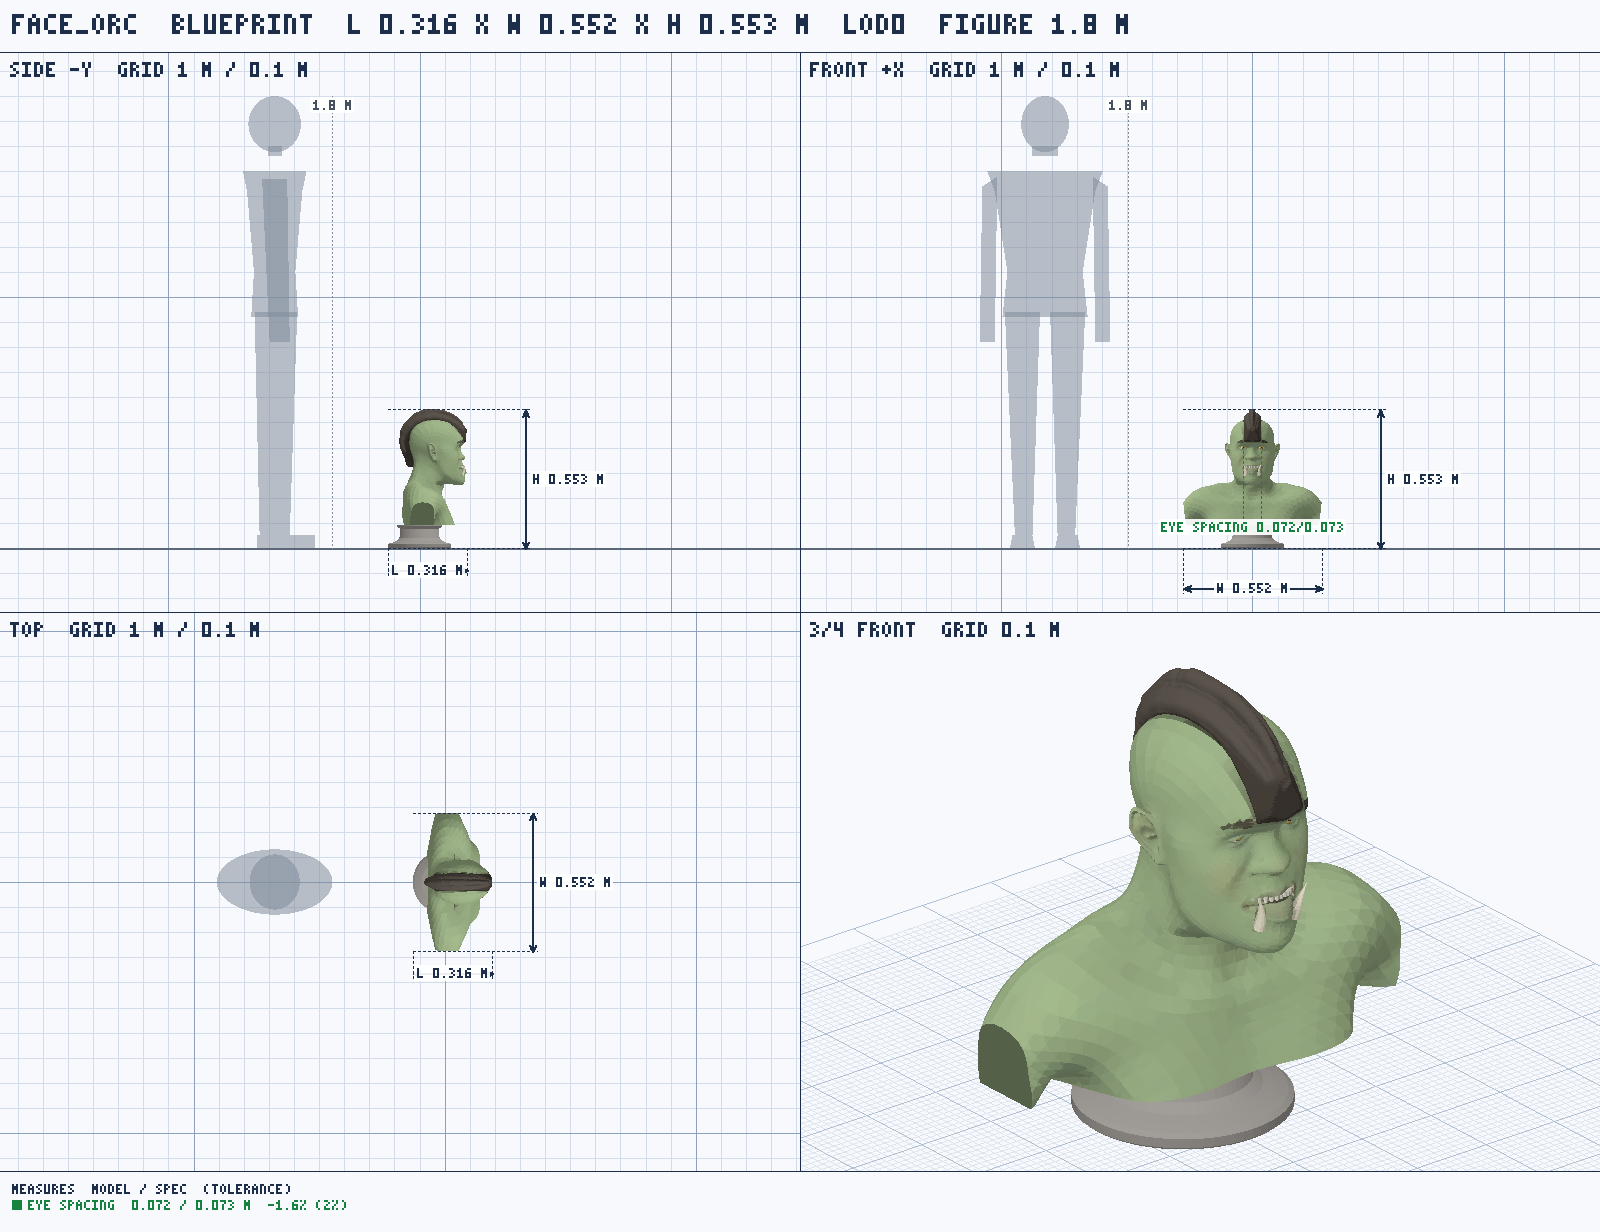 FACE_ORC BLUEPRINT L 0.316 X W 0.552 X H 0.553 M LOD0 FIGURE 1.8 M
SIDE -Y GRID 1 M / 0.1 M
1.8 M
H 0.553 M
L 0.316 M
FRONT +X GRID 1 M / 0.1 M
1.8 M
H 0.553 M
EYE SPACING 0.072/0.073
W 0.552 M
TOP GRID 1 M / 0.1 M
W 0.552 M
L 0.316 M
3/4 FRONT GRID 0.1 M
MEASURES MODEL / SPEC (TOLERANCE)
EYE SPACING 0.072 / 0.073 M -1.6% (2%)